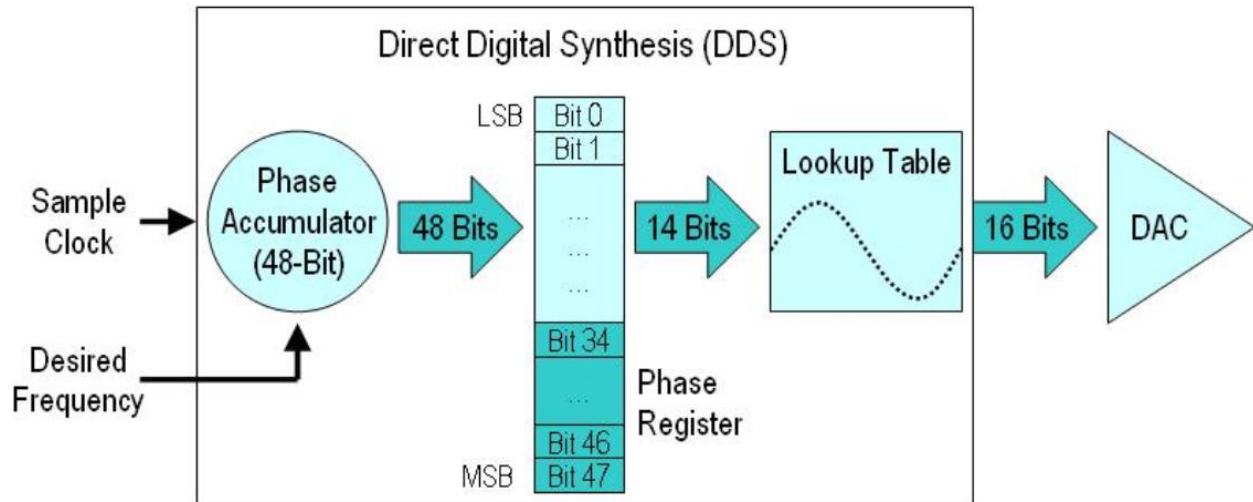 Direct Digital Synthesis (DDS)
Sample
Clock
Desired
Frequency
Phase
Accumulator
(48-Bit)
48 Bits
LSB
Bit 0
Bit 1
...
...
...
Bit 34
...
Bit 46
MSB
Bit 47
Phase
Register
14 Bits
Lookup Table
16 Bits
DAC